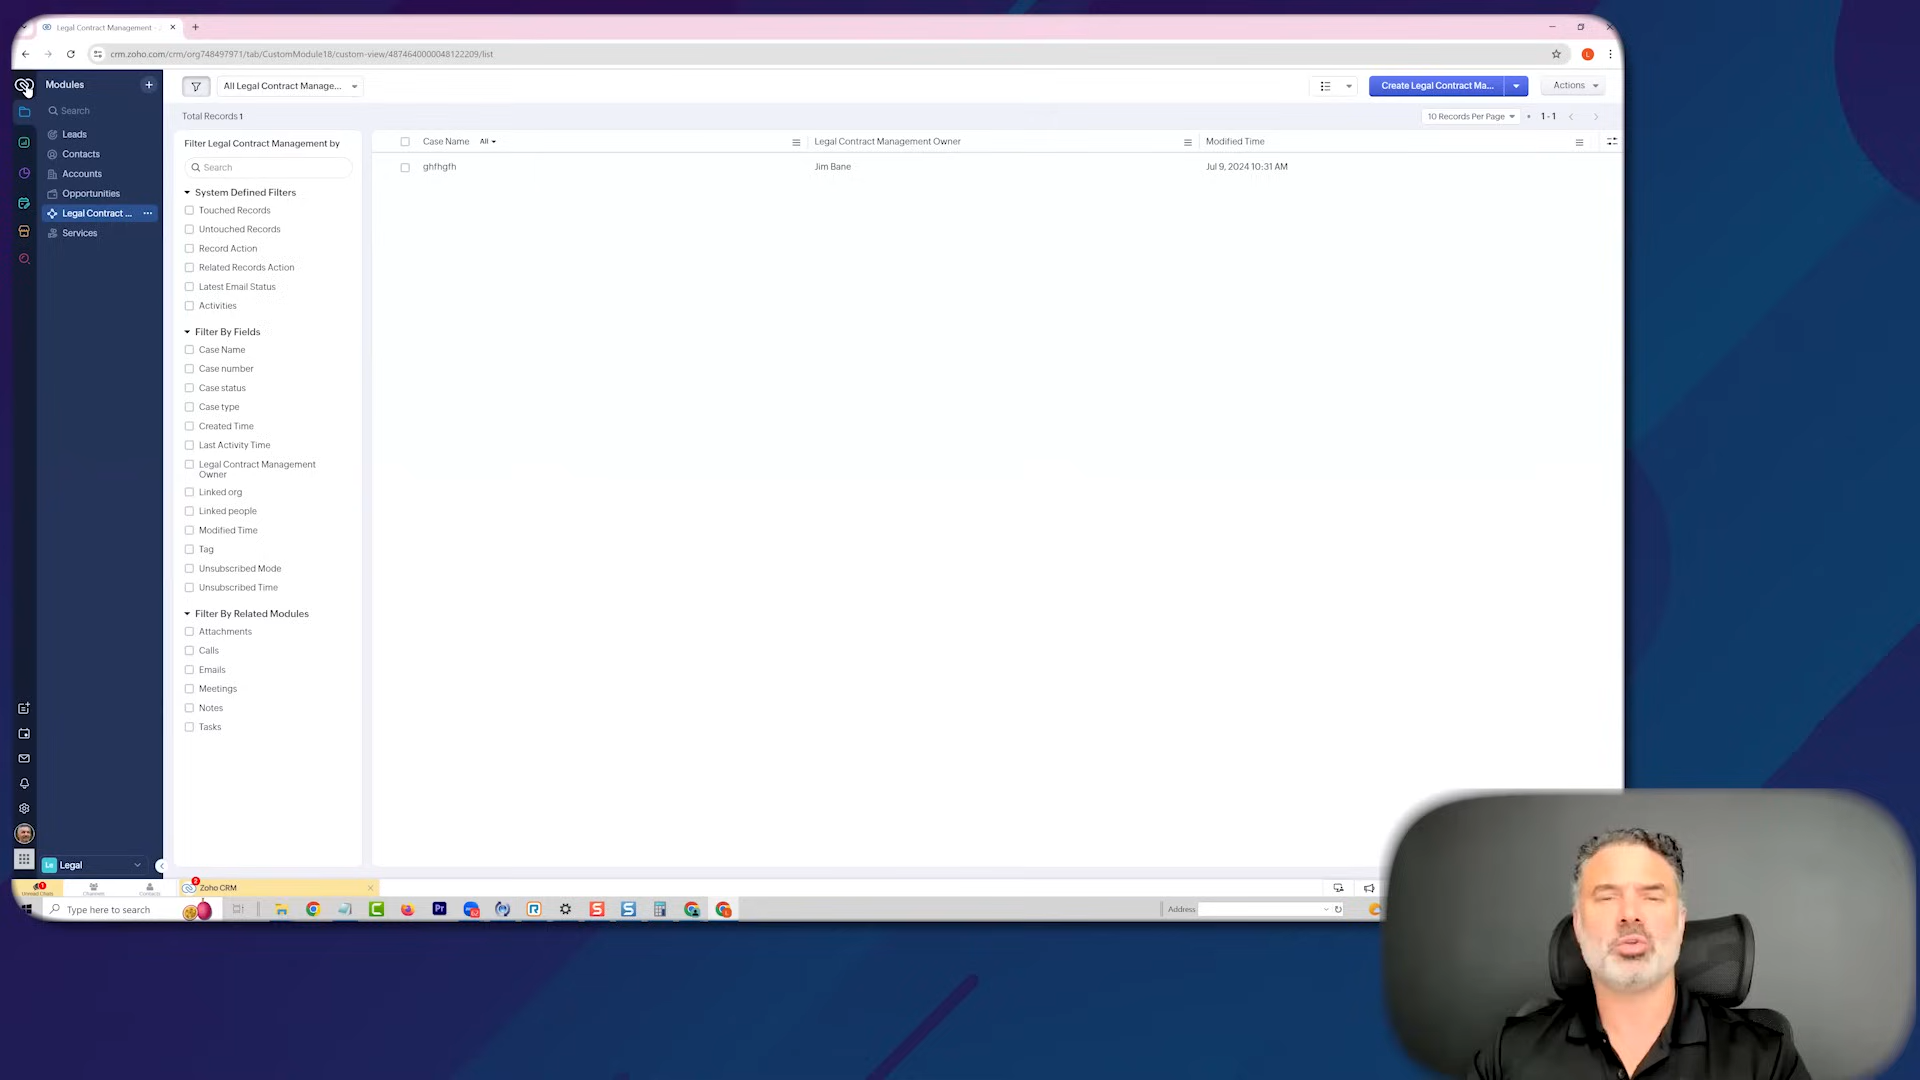 Legal Contract Management -
crm.zoho.com/crm/org748497971/tab/CustomModule18/custom-view/4874640000048122209/list
Modules
Search
Leads
Contacts
Accounts
Opportunities
Legal Contract ...
Services
Le Legal
All Legal Contract Manage...
Create Legal Contract Ma...
Actions
Total Records 1
10 Records Per Page
1 - 1
Filter Legal Contract Management by
Search
System Defined Filters
Touched Records
Untouched Records
Record Action
Related Records Action
Latest Email Status
Activities
Filter By Fields
Case Name
Case number
Case status
Case type
Created Time
Last Activity Time
Legal Contract Management
Owner
Linked org
Linked people
Modified Time
Tag
Unsubscribed Mode
Unsubscribed Time
Filter By Related Modules
Attachments
Calls
Emails
Meetings
Notes
Tasks
Case Name All Legal Contract Management Owner Modified Time
ghfhgfh Jim Bane Jul 9, 2024 10:31 AM
Unread Chats Channels Contacts
Zoho CRM
Type here to search
Address